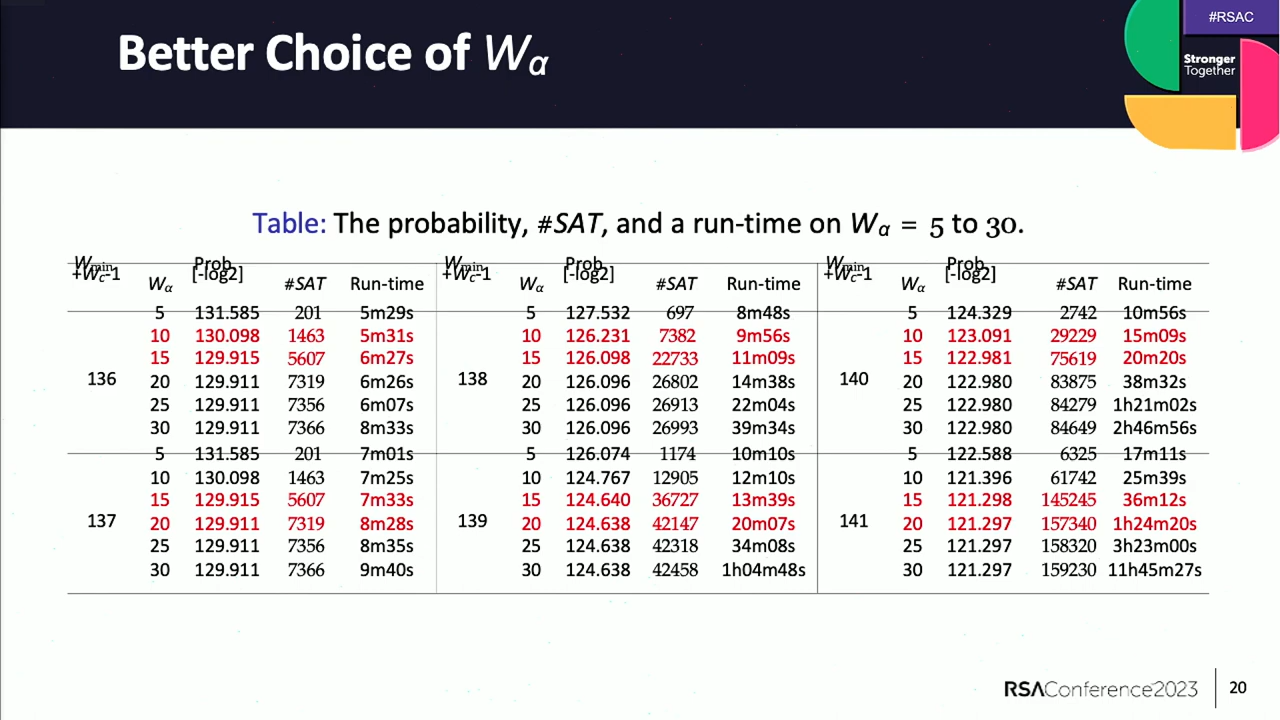 #RSAC
Better Choice of Wα
Stronger
Together
Table: The probability, #SAT, and a run-time on Wα = 5 to 30.
Wmin +Wc-1 Wα Prob [-log2] #SAT Run-time Wmin +Wc-1 Wα Prob [-log2] #SAT Run-time Wmin +Wc-1 Wα Prob [-log2] #SAT Run-time
5 131.585 201 5m29s 5 127.532 697 8m48s 5 124.329 2742 10m56s
10 130.098 1463 5m31s 10 126.231 7382 9m56s 10 123.091 29229 15m09s
15 129.915 5607 6m27s 15 126.098 22733 11m09s 15 122.981 75619 20m20s
136 20 129.911 7319 6m26s 138 20 126.096 26802 14m38s 140 20 122.980 83875 38m32s
25 129.911 7356 6m07s 25 126.096 26913 22m04s 25 122.980 84279 1h21m02s
30 129.911 7366 8m33s 30 126.096 26993 39m34s 30 122.980 84649 2h46m56s
5 131.585 201 7m01s 5 126.074 1174 10m10s 5 122.588 6325 17m11s
10 130.098 1463 7m25s 10 124.767 12905 12m10s 10 121.396 61742 25m39s
15 129.915 5607 7m33s 15 124.640 36727 13m39s 15 121.298 145245 36m12s
137 20 129.911 7319 8m28s 139 20 124.638 42147 20m07s 141 20 121.297 157340 1h24m20s
25 129.911 7356 8m35s 25 124.638 42318 34m08s 25 121.297 158320 3h23m00s
30 129.911 7366 9m40s 30 124.638 42458 1h04m48s 30 121.297 159230 11h45m27s
RSAConference2023 20